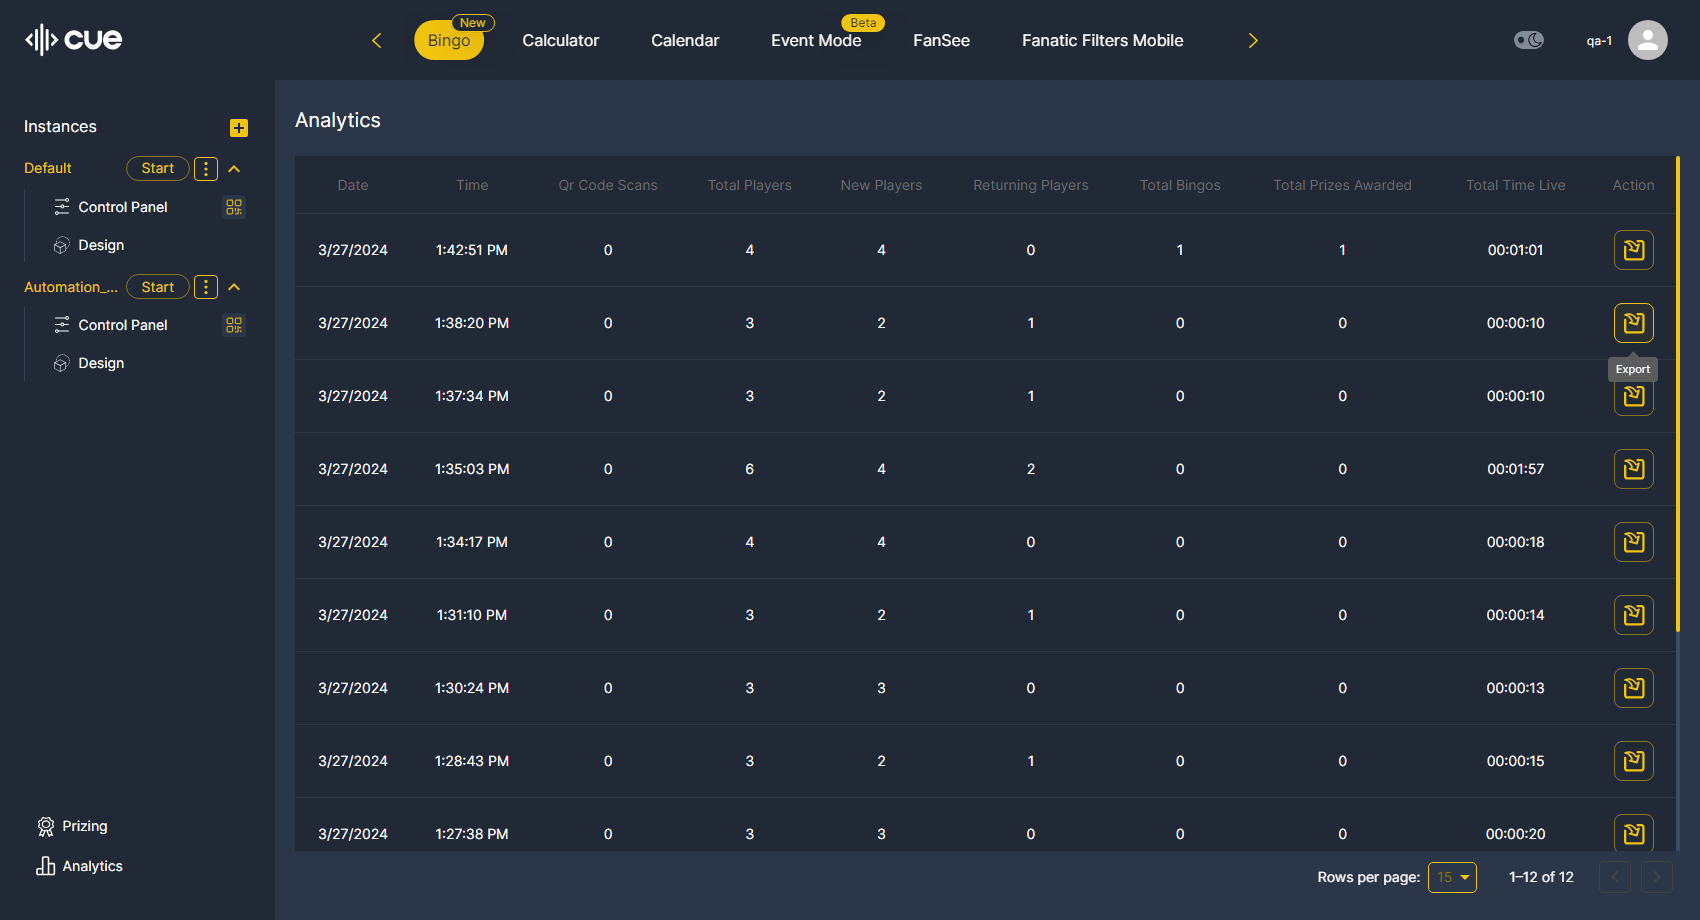 cue
Bingo New Calculator Calendar Event Mode Beta FanSee Fanatic Filters Mobile qa-1
Instances
Default Start
Control Panel
Design
Automation_... Start
Control Panel
Design
Prizing
Analytics
Analytics
Date Time Qr Code Scans Total Players New Players Returning Players Total Bingos Total Prizes Awarded Total Time Live Action
3/27/2024 1:42:51 PM 0 4 4 0 1 1 00:01:01
3/27/2024 1:38:20 PM 0 3 2 1 0 0 00:00:10
Export
3/27/2024 1:37:34 PM 0 3 2 1 0 0 00:00:10
3/27/2024 1:35:03 PM 0 6 4 2 0 0 00:01:57
3/27/2024 1:34:17 PM 0 4 4 0 0 0 00:00:18
3/27/2024 1:31:10 PM 0 3 2 1 0 0 00:00:14
3/27/2024 1:30:24 PM 0 3 3 0 0 0 00:00:13
3/27/2024 1:28:43 PM 0 3 2 1 0 0 00:00:15
3/27/2024 1:27:38 PM 0 3 3 0 0 0 00:00:20
Rows per page: 15 1–12 of 12